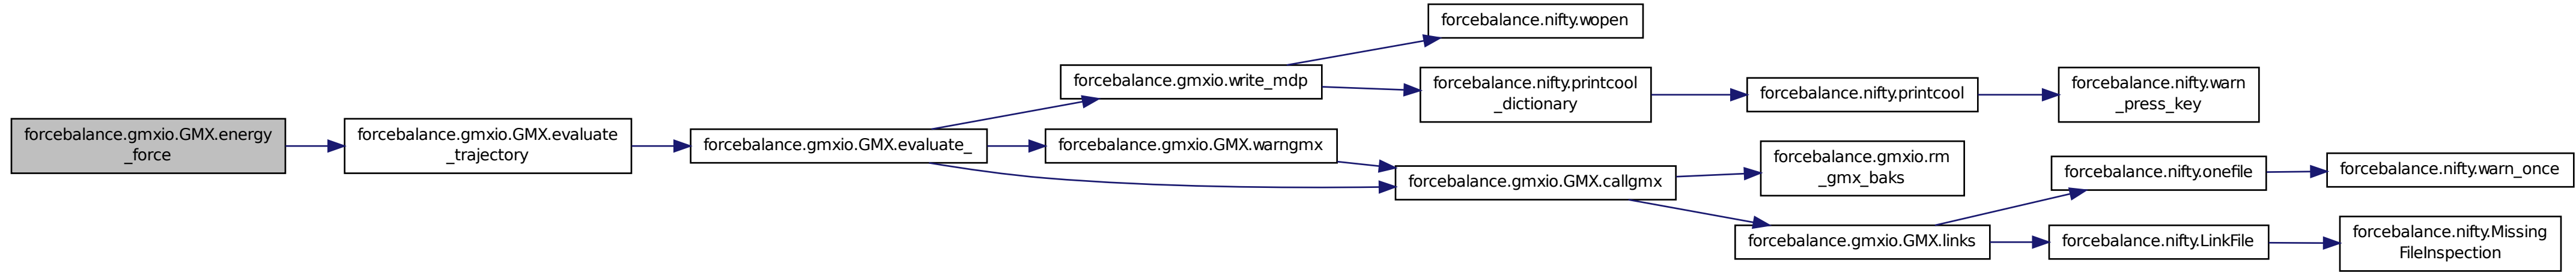 forcebalance.gmxio.GMX.energy
_force
forcebalance.gmxio.GMX.evaluate
_trajectory
forcebalance.gmxio.GMX.evaluate_
forcebalance.gmxio.write_mdp
forcebalance.gmxio.GMX.warngmx
forcebalance.nifty.wopen
forcebalance.nifty.printcool
_dictionary
forcebalance.gmxio.GMX.callgmx
forcebalance.nifty.printcool
forcebalance.gmxio.rm
_gmx_baks
forcebalance.gmxio.GMX.links
forcebalance.nifty.warn
_press_key
forcebalance.nifty.onefile
forcebalance.nifty.LinkFile
forcebalance.nifty.warn_once
forcebalance.nifty.Missing
FileInspection